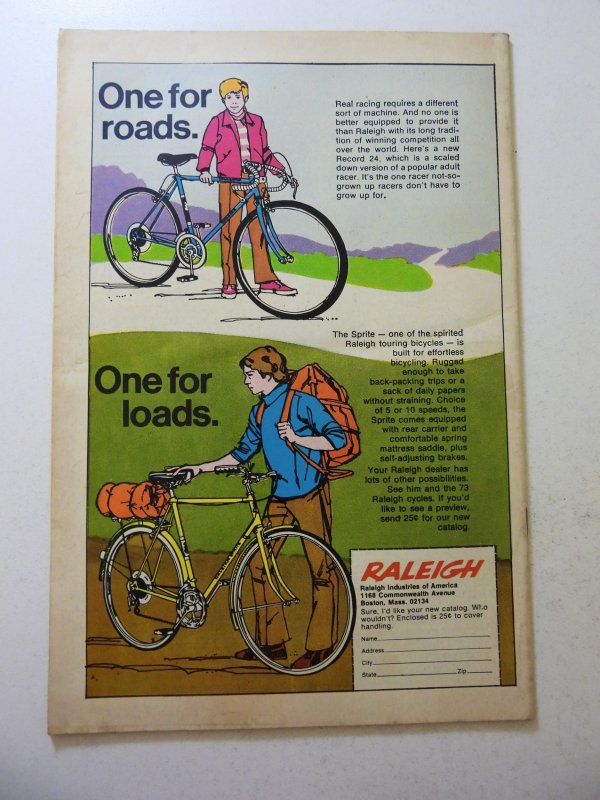 One for
roads.
Real racing requires a different
sort of machine. And no one is
better equipped to provide it
than Raleigh with its long tradi-
tion of winning competition all
over the world. Here's a new
Record 24, which is a scaled
down version of a popular adult
racer. It's the one racer not-so-
grown up racers don't have to
grow up for.
The Sprite – one of the spirited
Raleigh touring bicycles – is
built for effortless
bicycling. Rugged
enough to take
back-packing trips or a
sack of daily papers
without straining. Choice
of 5 or 10 speeds, the
Sprite comes equipped
with rear carrier and
comfortable spring
mattress saddle, plus
self-adjusting brakes.
One for
loads.
Your Raleigh dealer has
lots of other possibilities.
See him and the 73
Raleigh cycles. If you'd
like to see a preview,
send 25¢ for our new
catalog.
RALEIGH
Raleigh Industries of America
1168 Commonwealth Avenue
Boston, Mass. 02134
Sure, I'd like your new catalog. Who
wouldn't? Enclosed is 25¢ to cover
handling.
Name
Address
City
State Zip